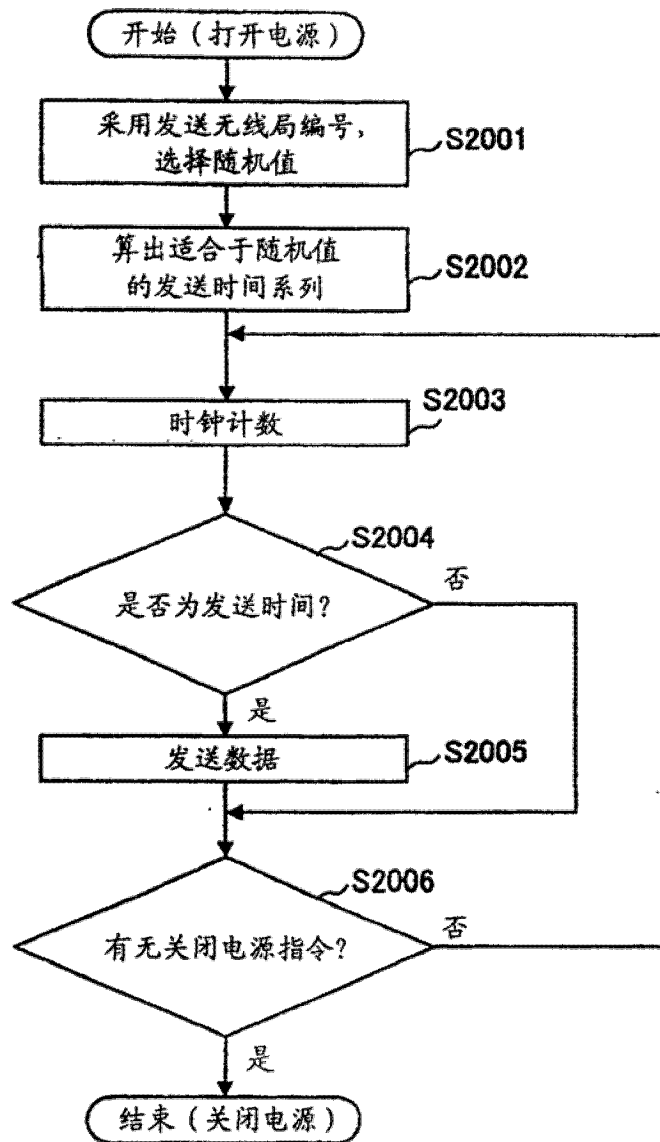 开始（打开电源）
采用发送无线局编号，
选择随机值
S2001
算出适合于随机值
的发送时间系列
S2002
时钟计数
S2003
S2004
是否为发送时间？
否
是
发送数据
S2005
S2006
有无关闭电源指令？
否
是
结束（关闭电源）